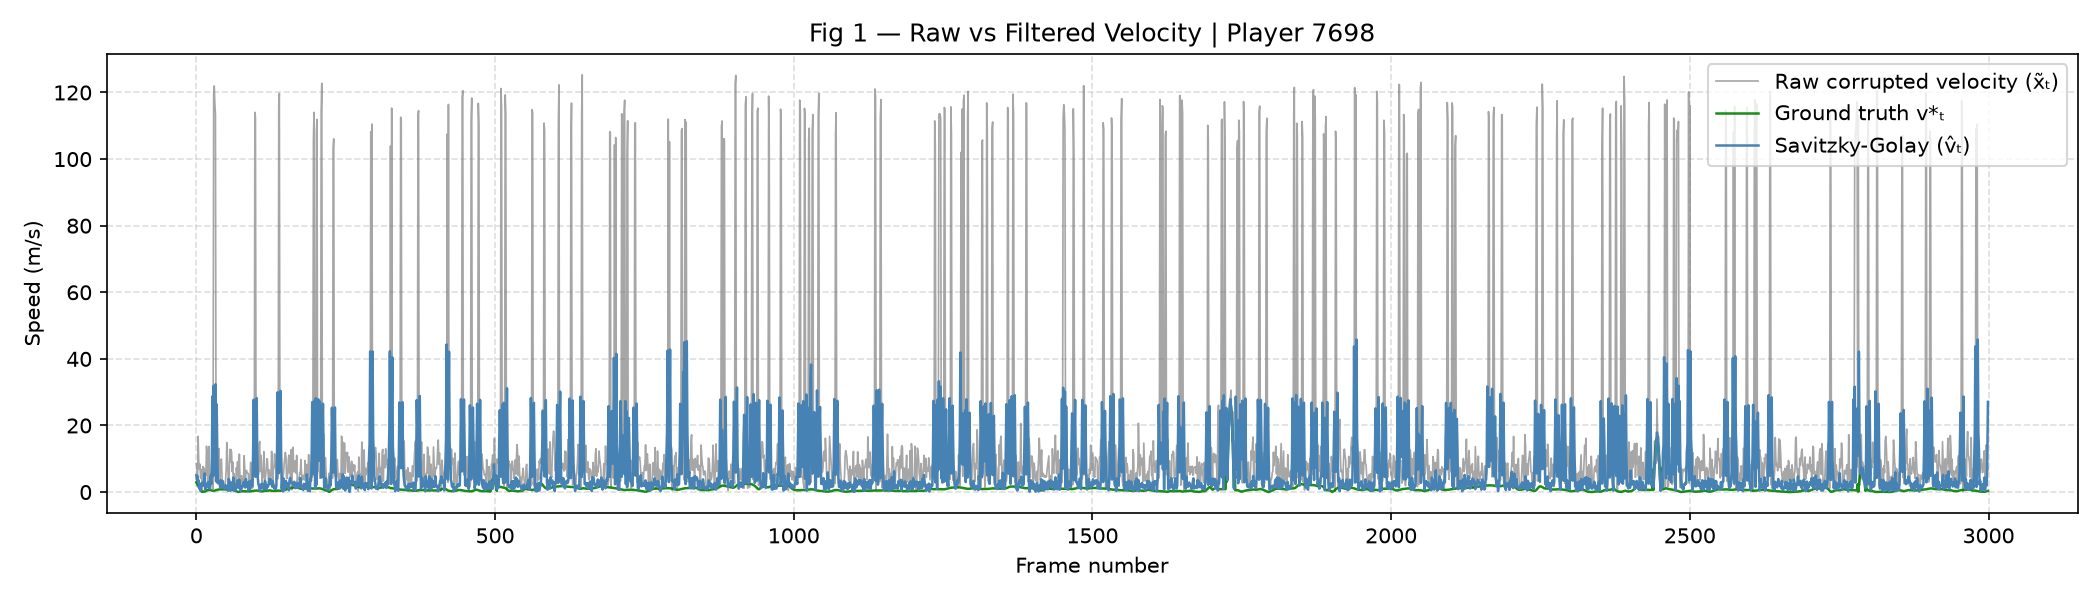 Fig 1 — Raw vs Filtered Velocity | Player 7698
Raw corrupted velocity (x̃ₜ)
Ground truth v*ₜ
Savitzky-Golay (v̂ₜ)
Speed (m/s)
120
100
80
60
40
20
0
0 500 1000 1500 2000 2500 3000
Frame number